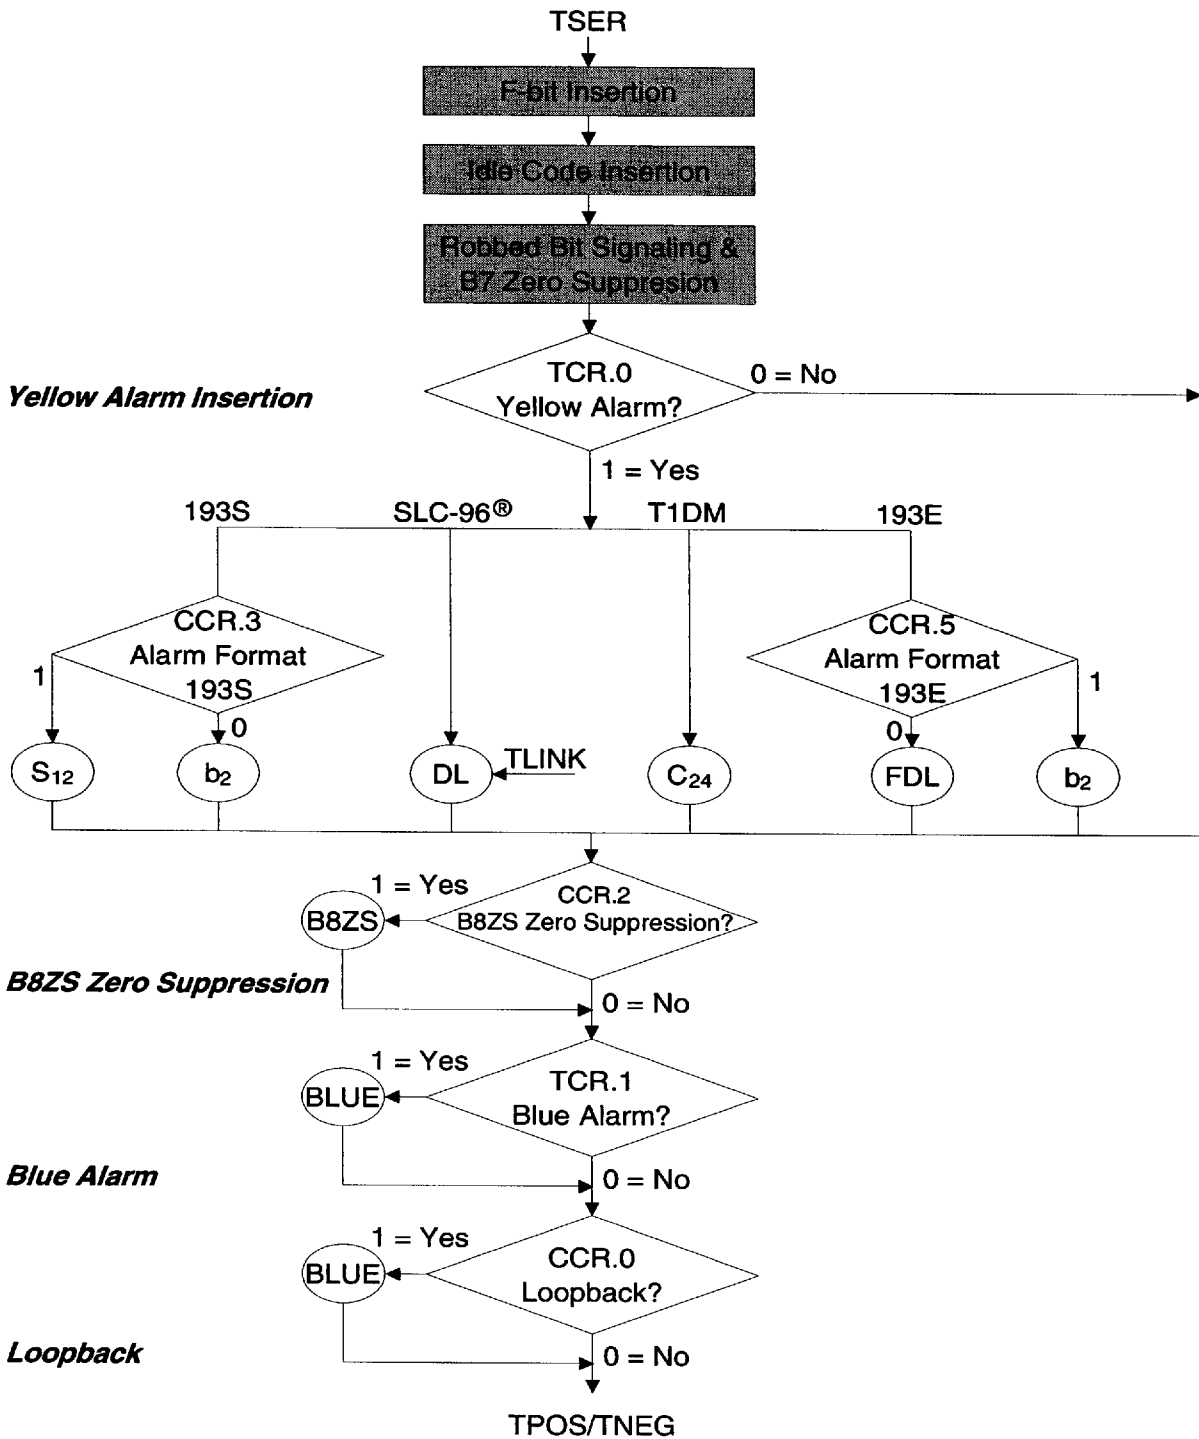 TSER
F-bit Insertion
Idle Code Insertion
Robbed Bit Signaling &
B7 Zero Suppresion
TCR.0
Yellow Alarm?
0 = No
Yellow Alarm Insertion
1 = Yes
193S
SLC-96®
T1DM
193E
CCR.3
Alarm Format
193S
1
0
CCR.5
Alarm Format
193E
0
1
S12
b2
DL
TLINK
C24
FDL
b2
1 = Yes
CCR.2
B8ZS Zero Suppression?
B8ZS
B8ZS Zero Suppression
0 = No
1 = Yes
TCR.1
Blue Alarm?
BLUE
Blue Alarm
0 = No
1 = Yes
CCR.0
Loopback?
BLUE
Loopback
0 = No
TPOS/TNEG